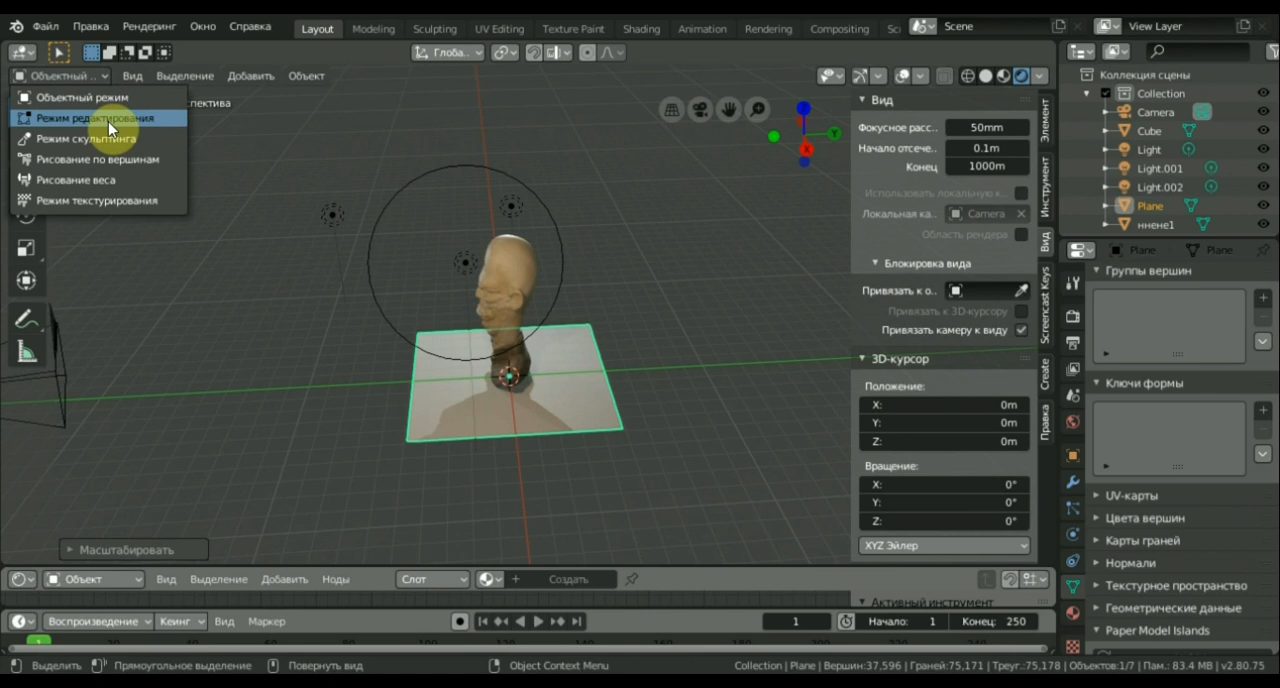 Файл Правка Рендеринг Окно Справка Layout Modeling Sculpting UV Editing Texture Paint Shading Animation Rendering Compositing Sc Scene View Layer
Глоба..
Объектный .. Вид Выделение Добавить Объект
Объектный режим
Режим редактирования
Режим скульптинга
Рисование по вершинам
Рисование веса
Режим текстурирования
спектива
Y
X
Масштабировать
Вид
Фокусное расс.. 50mm
Начало отсече.. 0.1m
Конец 1000m
Использовать локальную к..
Локальная ка.. Camera
Область рендера
Блокировка вида
Привязать к о..
Привязать к 3D-курсору
Привязать камеру к виду
3D-курсор
Положение:
X: 0m
Y: 0m
Z: 0m
Вращение:
X: 0°
Y: 0°
Z: 0°
XYZ Эйлер
Активный инструмент
Элемент
Инструмент
Вид
Screencast Keys
Create
Правка
Коллекция сцены
Collection
Camera
Cube
Light
Light.001
Light.002
Plane
ннене1
Plane Plane
Группы вершин
Ключи формы
UV-карты
Цвета вершин
Карты граней
Нормали
Текстурное пространство
Геометрические данные
Paper Model Islands
Объект Вид Выделение Добавить Ноды Слот Создать
Воспроизведение Кеинг Вид Маркер 1 Начало: 1 Конец: 250
1
Выделить Прямоугольное выделение Повернуть вид Object Context Menu Collection | Plane | Вершин:37,596 | Граней:75,171 | Треуг.:75,178 | Объектов:1/7 | Пам.: 83.4 MB | v2.80.75